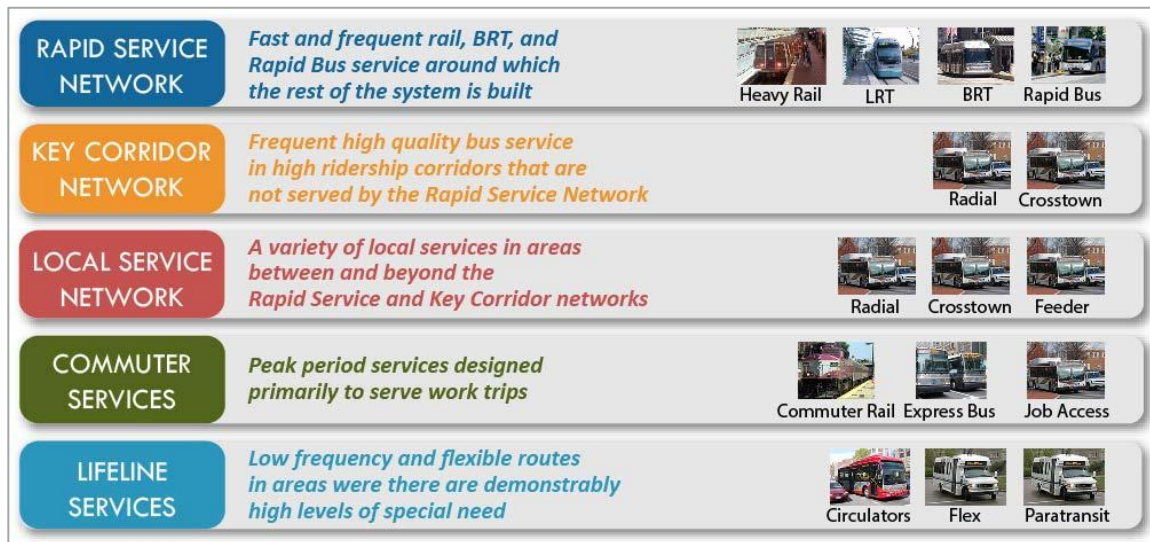 RAPID SERVICE
NETWORK
Fast and frequent rail, BRT, and
Rapid Bus service around which
the rest of the system is built
Heavy Rail
LRT
BRT
Rapid Bus
KEY CORRIDOR
NETWORK
Frequent high quality bus service
in high ridership corridors that are
not served by the Rapid Service Network
Radial
Crosstown
LOCAL SERVICE
NETWORK
A variety of local services in areas
between and beyond the
Rapid Service and Key Corridor networks
Radial
Crosstown
Feeder
COMMUTER
SERVICES
Peak period services designed
primarily to serve work trips
Commuter Rail
Express Bus
Job Access
LIFELINE
SERVICES
Low frequency and flexible routes
in areas were there are demonstrably
high levels of special need
Circulators
Flex
Paratransit